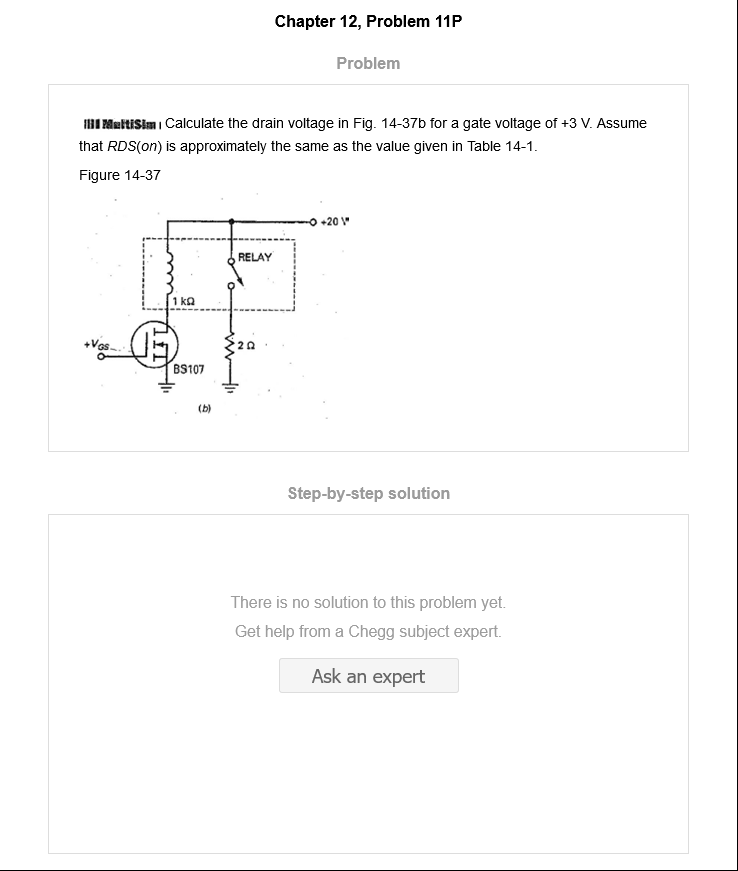 Chapter 12, Problem 11P
Problem
MultiSim Calculate the drain voltage in Fig. 14-37b for a gate voltage of +3 V. Assume
that RDS(on) is approximately the same as the value given in Table 14-1.
Figure 14-37
+20 V
RELAY
1 kΩ
+VGS
2 Ω
BS107
(b)
Step-by-step solution
There is no solution to this problem yet.
Get help from a Chegg subject expert.
Ask an expert